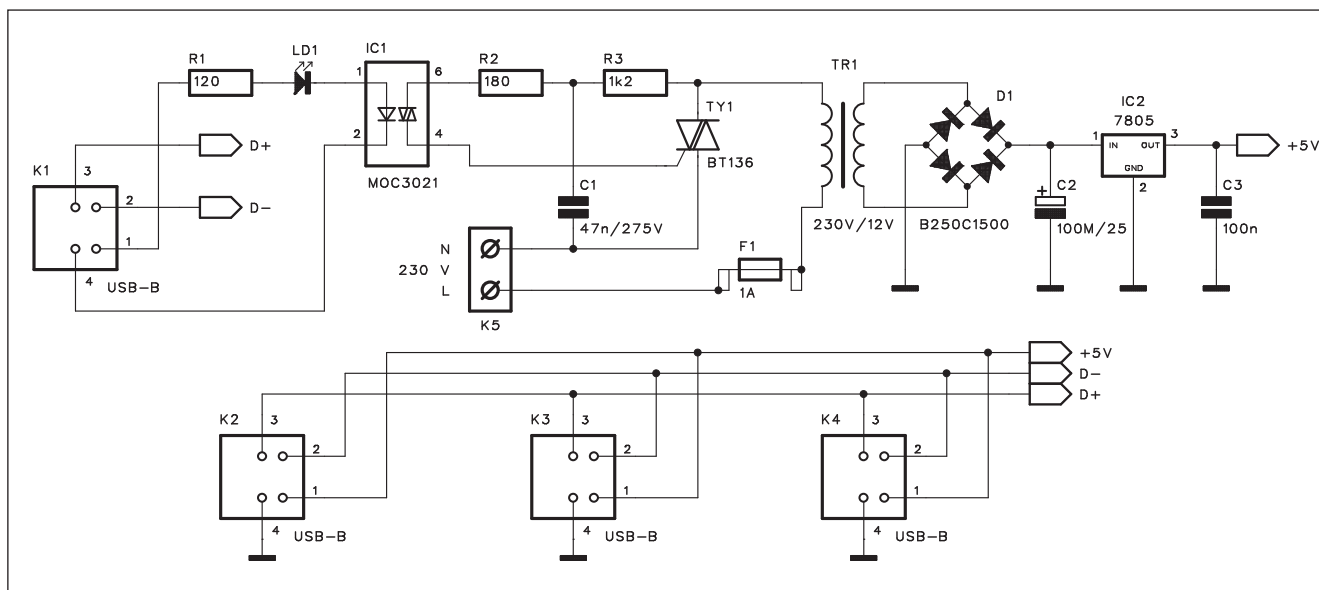 R1
120
LD1
IC1
1
6
2
4
MOC3021
R2
180
R3
1k2
TY1
BT136
C1
47n/275V
TR1
230V/12V
D1
B250C1500
IC2
7805
1
IN
OUT
3
GND
2
+5V
C2
+
100M/25
C3
100n
D+
D-
K1
3
2
1
4
USB-B
N
230 V
L
K5
F1
1A
+5V
D-
D+
K2
3
2
1
4
USB-B
K3
3
2
1
4
USB-B
K4
3
2
1
4
USB-B